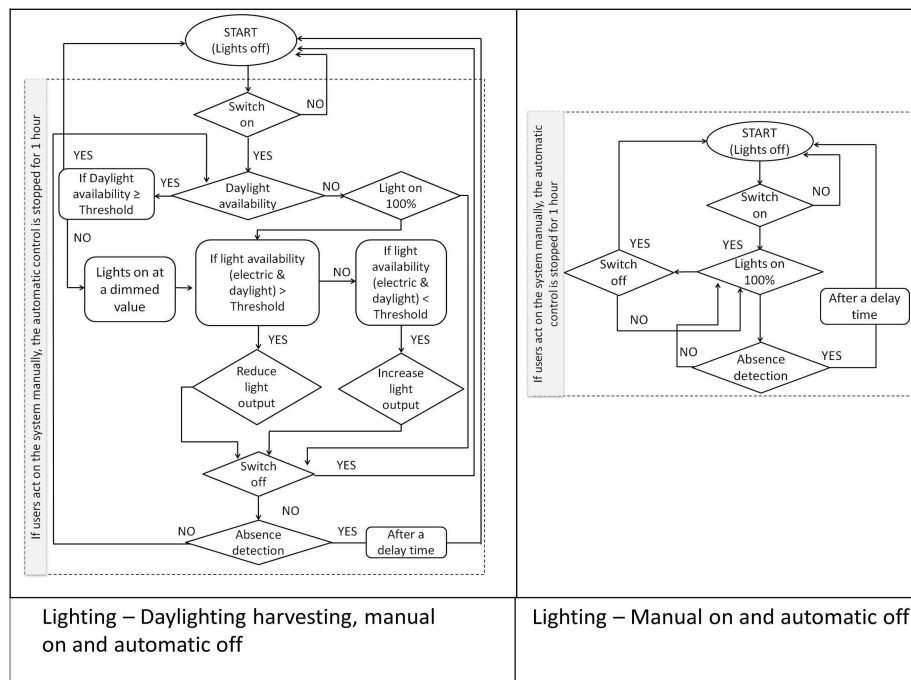 START
(Lights off)
Switch
on
NO
YES
YES
If Daylight
availability ≥
Threshold
YES
Daylight
availability
NO
Light on
100%
NO
Lights on at
a dimmed
value
If light availability
(electric &
daylight) >
Threshold
NO
If light
availability
(electric &
daylight) <
Threshold
YES
YES
Reduce
light
output
Increase
light
output
Switch
off
YES
NO
NO
Absence
detection
YES
After a
delay time
If users act on the system manually, the automatic control is stopped for 1 hour
Lighting – Daylighting harvesting, manual
on and automatic off
START
(Lights off)
Switch
on
NO
YES
YES
Switch
off
Lights on
100%
After a delay
time
NO
NO
Absence
detection
YES
If users act on the system manually, the automatic
control is stopped for 1 hour
Lighting – Manual on and automatic off